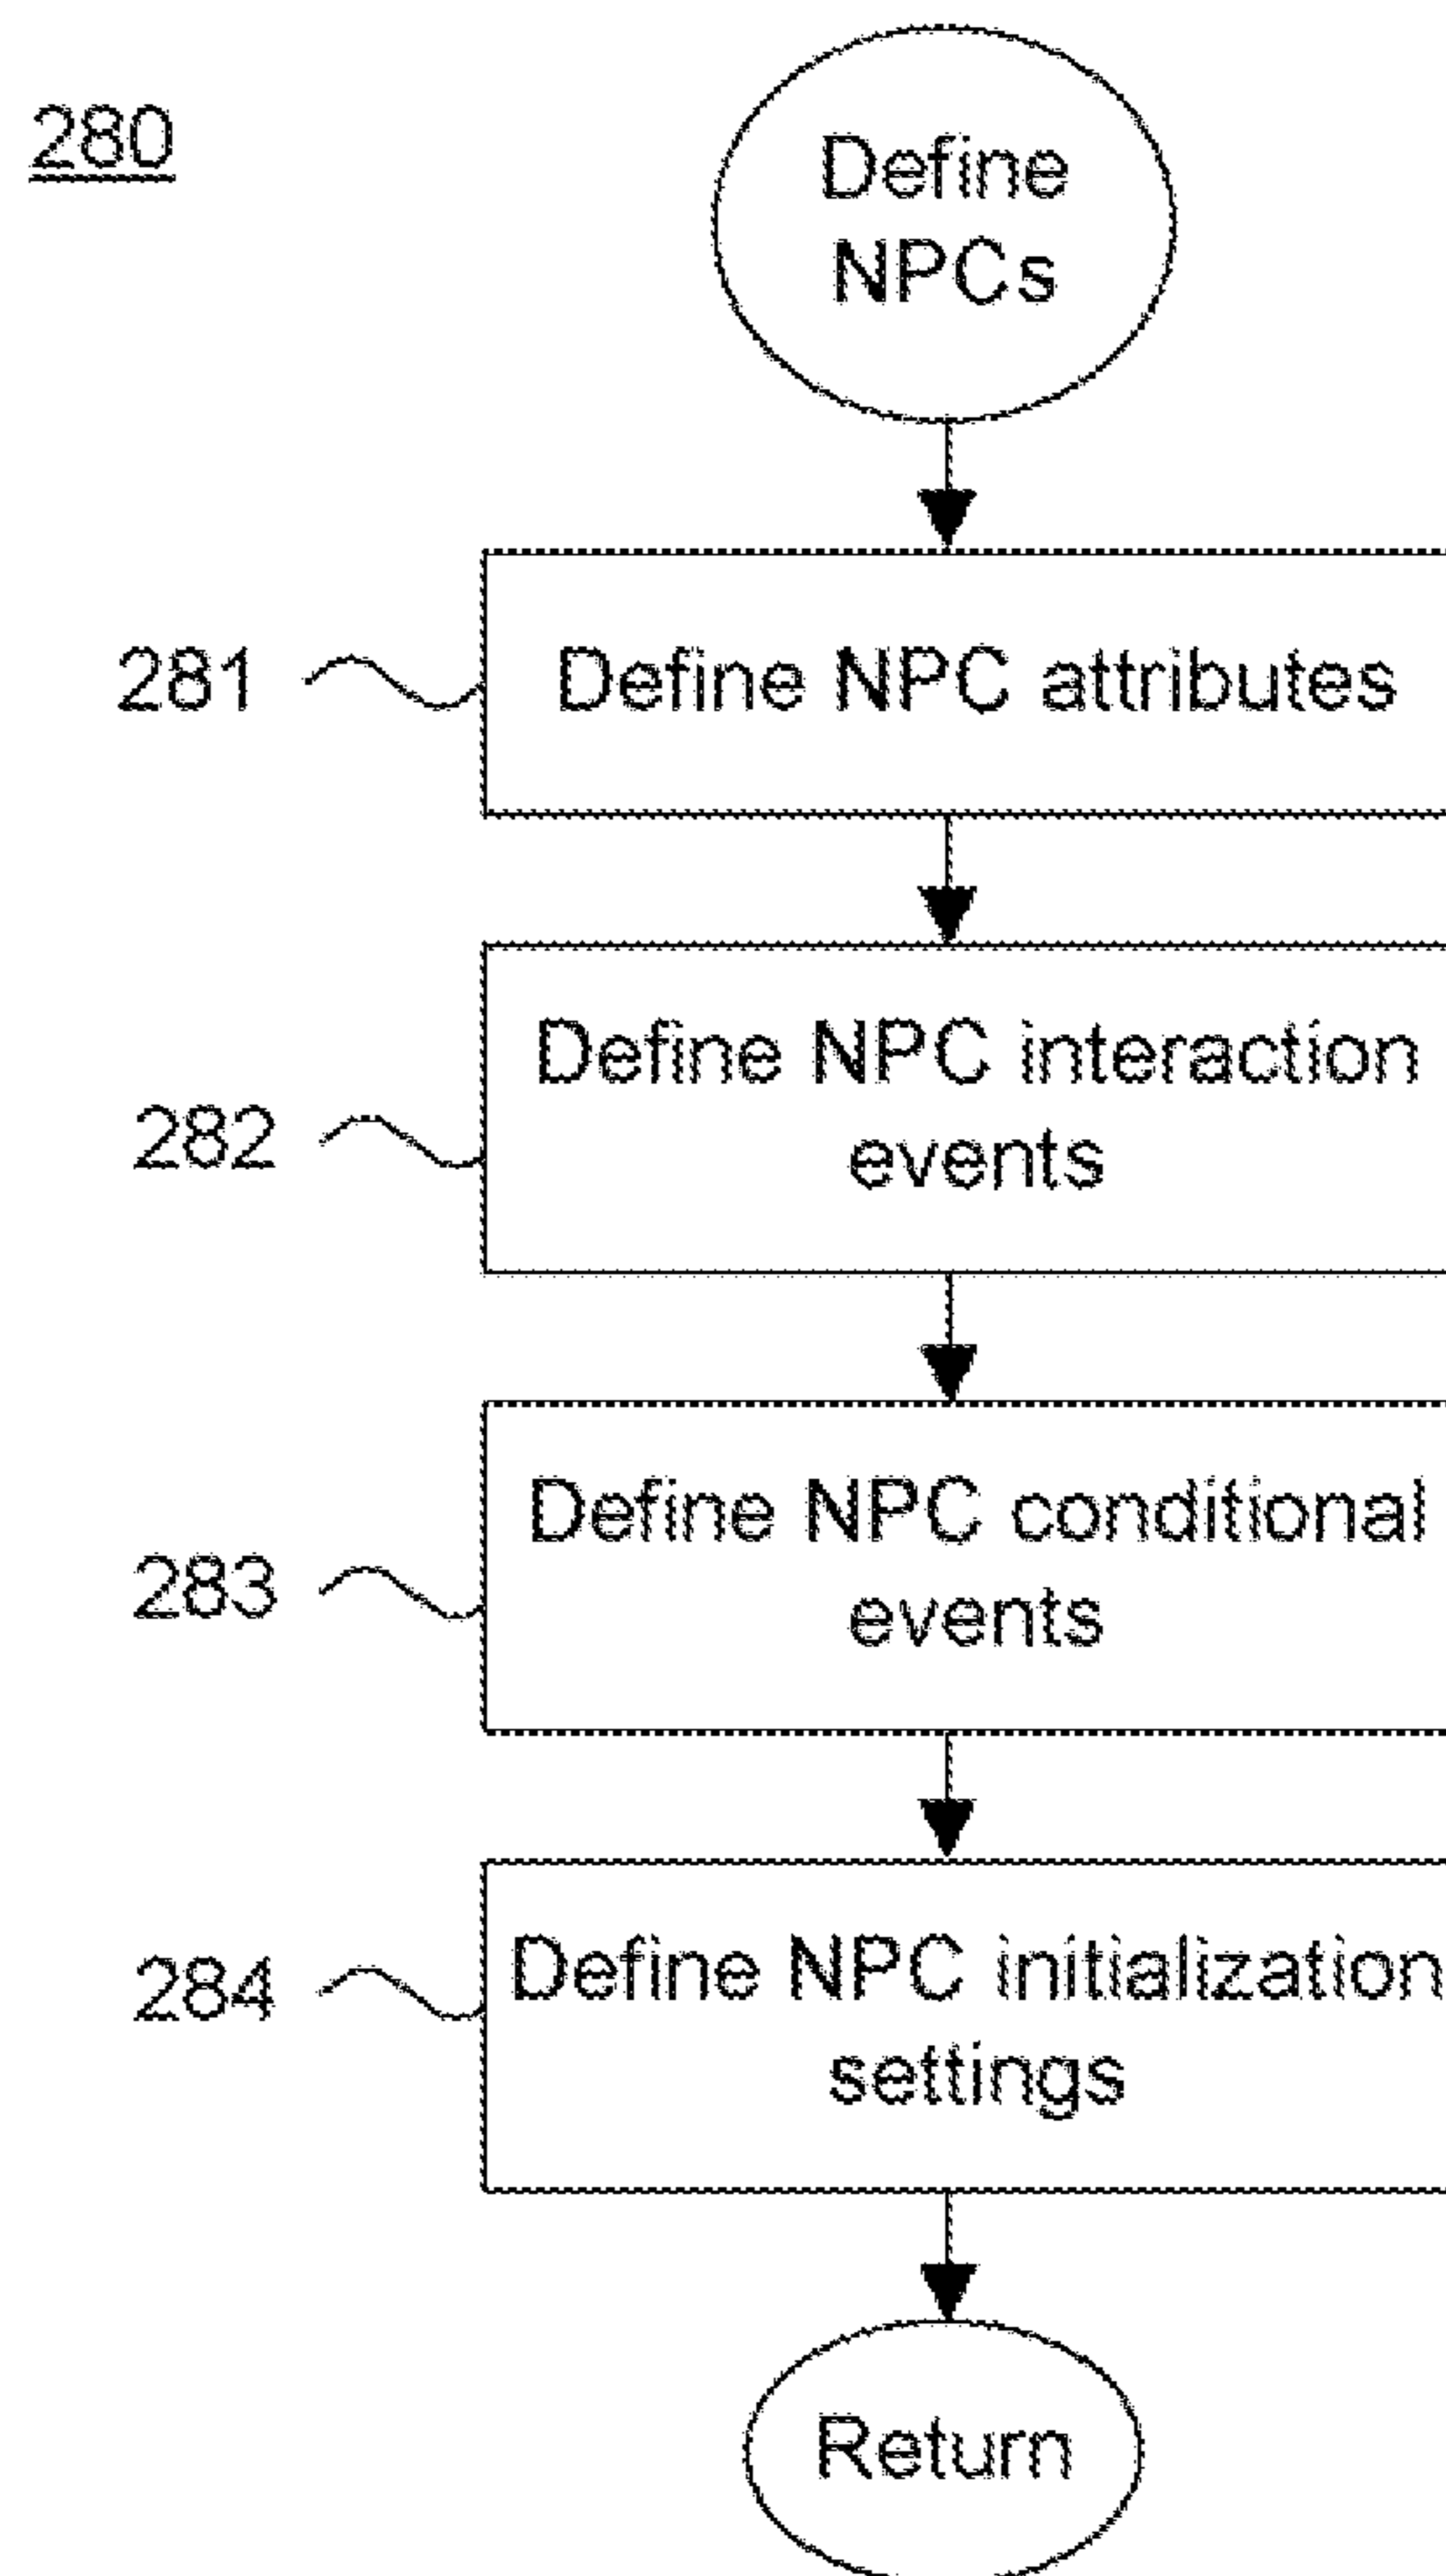 280
Define
NPCs
281
Define NPC attributes
282
Define NPC interaction
events
283
Define NPC conditional
events
284
Define NPC initialization
settings
Return